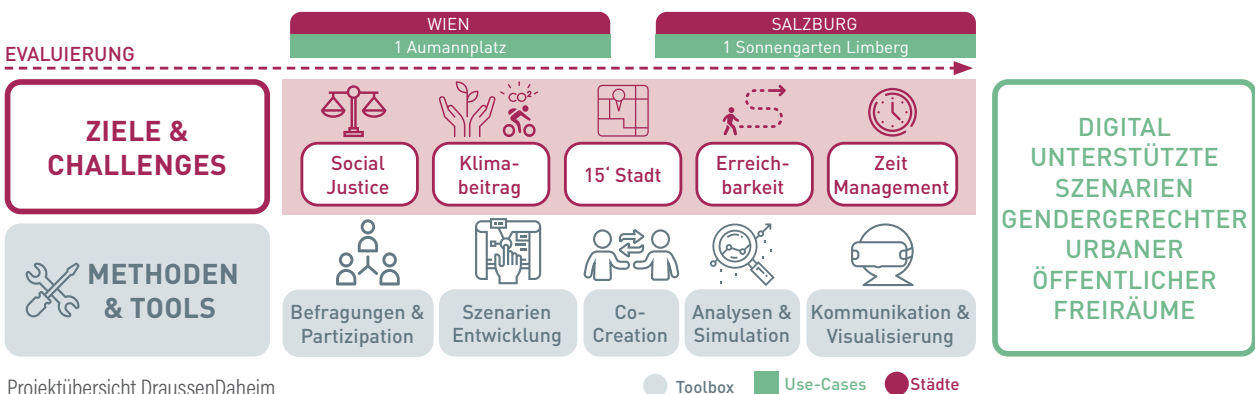 WIEN
1 Aumannplatz
SALZBURG
1 Sonnengarten Limberg
EVALUIERUNG
ZIELE &
CHALLENGES
CO²⁻
Social
Justice
Klima-
beitrag
15‘ Stadt
Erreich-
barkeit
Zeit
Management
METHODEN
& TOOLS
Befragungen &
Partizipation
Szenarien
Entwicklung
Co-
Creation
Analysen &
Simulation
Kommunikation &
Visualisierung
DIGITAL
UNTERSTÜTZTE
SZENARIEN
GENDERGERECHTER
URBANER
ÖFFENTLICHER
FREIRÄUME
Projektübersicht DraussenDaheim
Toolbox
Use-Cases
Städte